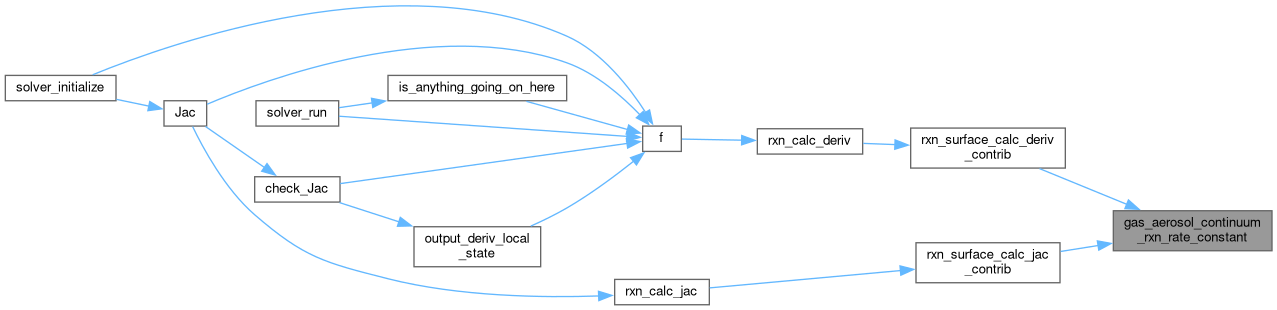 solver_initialize
Jac
solver_run
is_anything_going_on_here
check_Jac
output_deriv_local
_state
f
rxn_calc_deriv
rxn_surface_calc_deriv
_contrib
gas_aerosol_continuum
_rxn_rate_constant
rxn_surface_calc_jac
_contrib
rxn_calc_jac